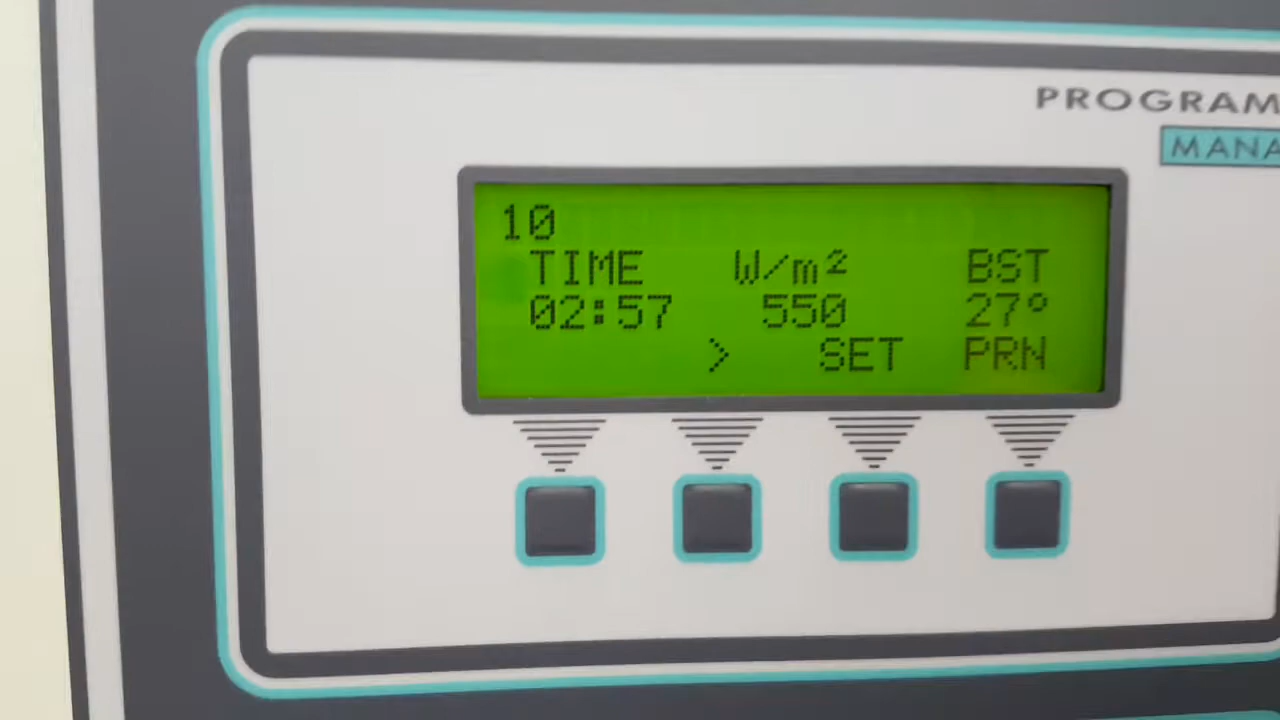 PROGRAM
MANA
10
TIME W/m² BST
02:57 550 27°
> SET PRN